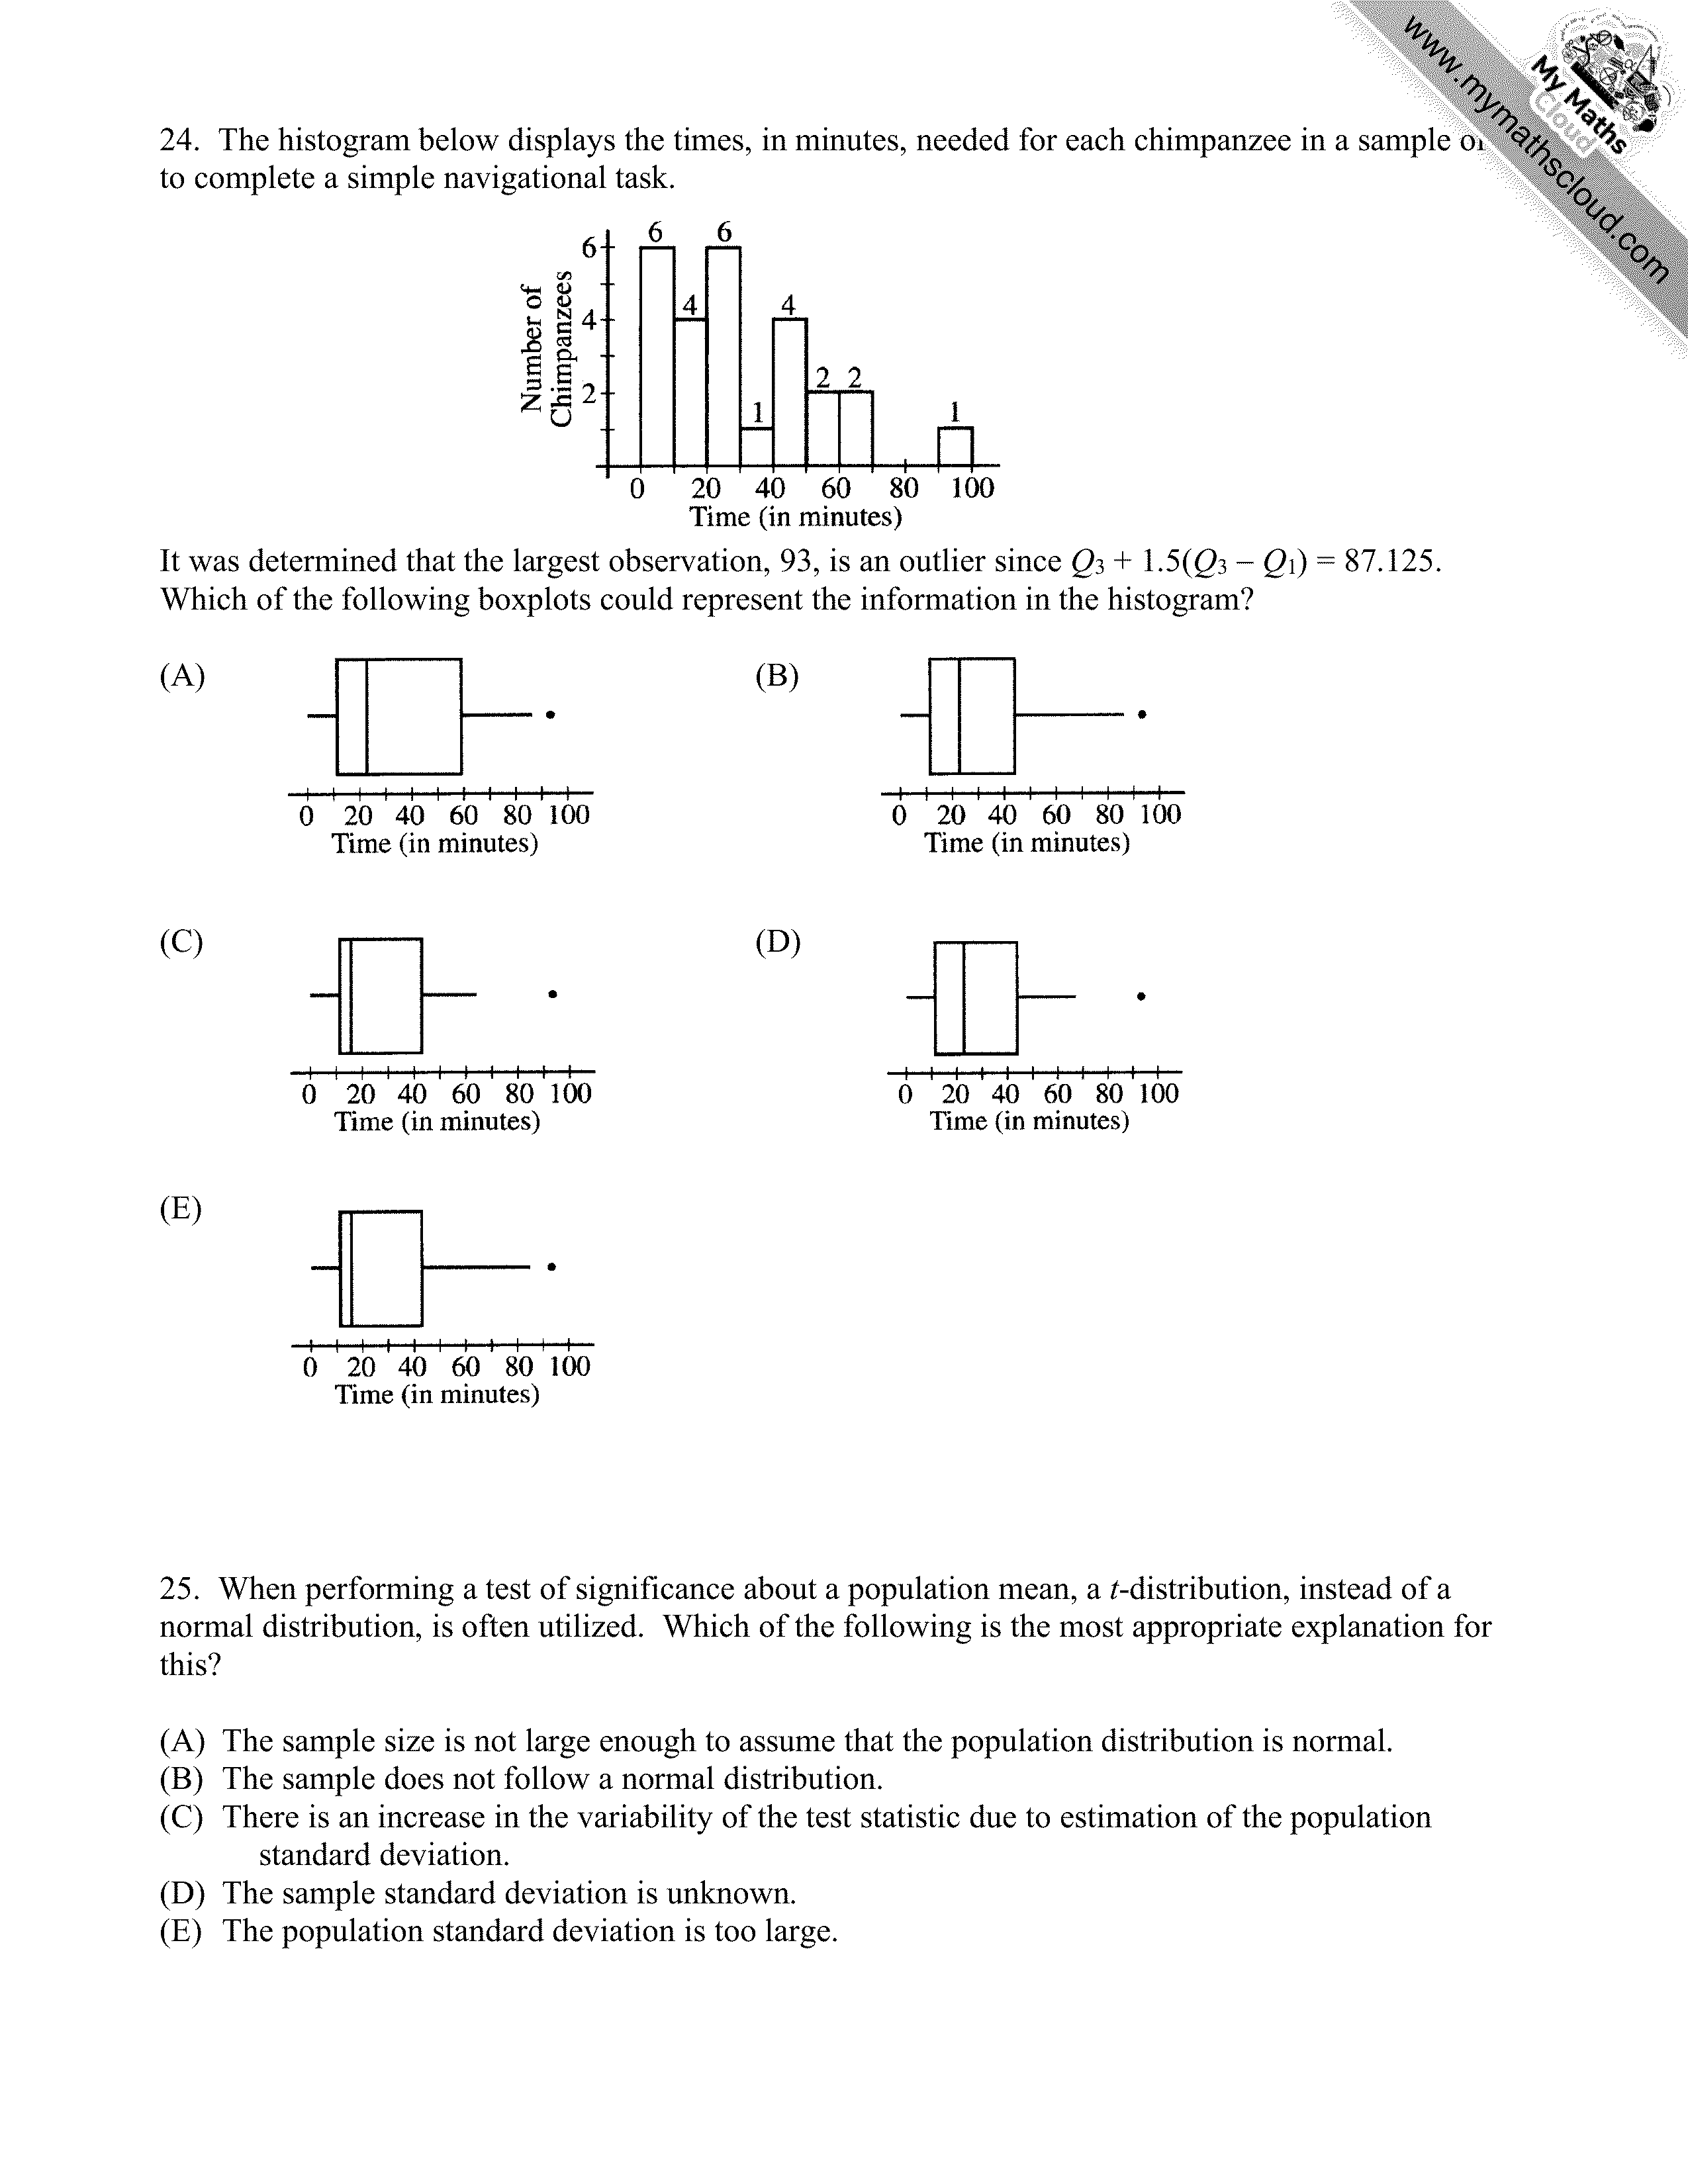 www.mymathscloud.com
My Maths
Cloud
24. The histogram below displays the times, in minutes, needed for each chimpanzee in a sample
to complete a simple navigational task.
Number of
Chimpanzees
6
4
2
6
4
6
1
4
2
2
1
0 20 40 60 80 100
Time (in minutes)
It was determined that the largest observation, 93, is an outlier since Q3 + 1.5(Q3 – Q1) = 87.125.
Which of the following boxplots could represent the information in the histogram?
(A)
0 20 40 60 80 100
Time (in minutes)
(B)
0 20 40 60 80 100
Time (in minutes)
(C)
0 20 40 60 80 100
Time (in minutes)
(D)
0 20 40 60 80 100
Time (in minutes)
(E)
0 20 40 60 80 100
Time (in minutes)
25. When performing a test of significance about a population mean, a t-distribution, instead of a
normal distribution, is often utilized. Which of the following is the most appropriate explanation for
this?
(A) The sample size is not large enough to assume that the population distribution is normal.
(B) The sample does not follow a normal distribution.
(C) There is an increase in the variability of the test statistic due to estimation of the population
standard deviation.
(D) The sample standard deviation is unknown.
(E) The population standard deviation is too large.